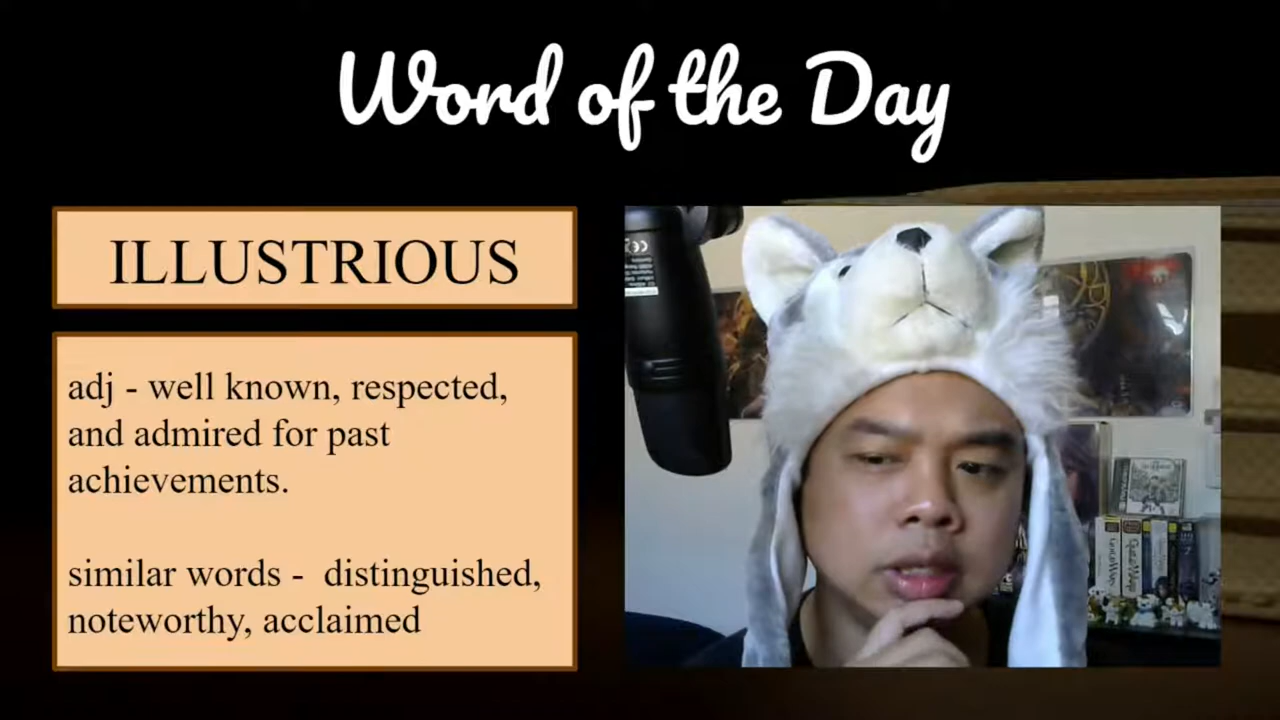 Word of the Day
ILLUSTRIOUS
adj - well known, respected,
and admired for past
achievements.
similar words -  distinguished,
noteworthy, acclaimed